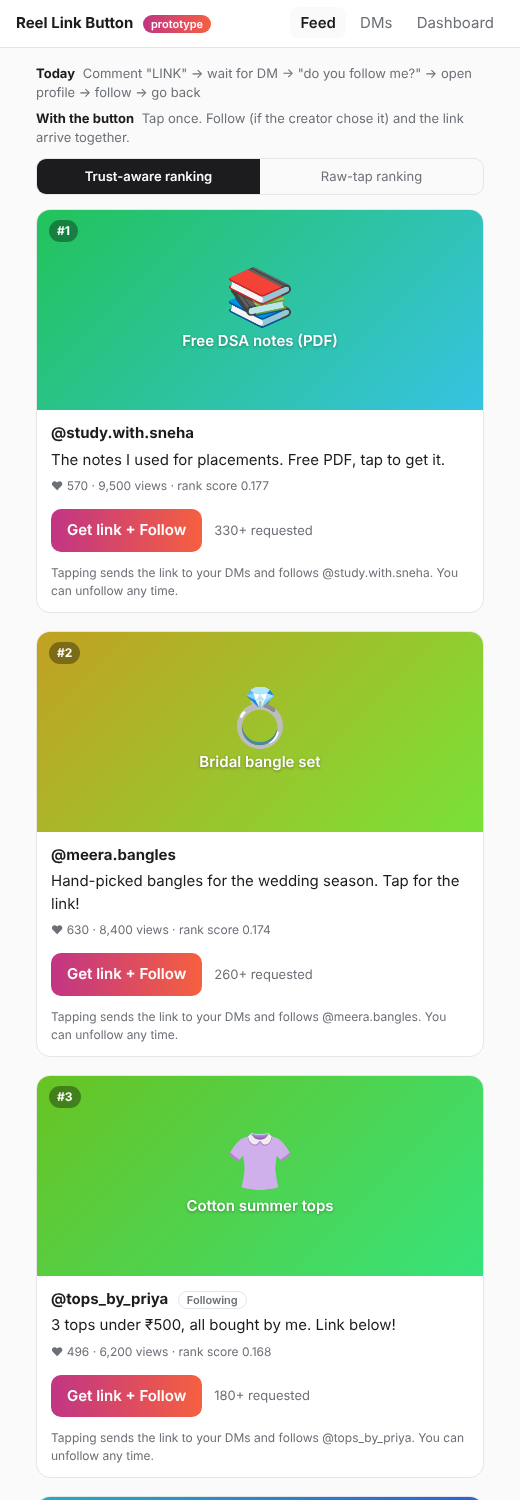 Reel Link Button prototype Feed DMs Dashboard
Today Comment "LINK" → wait for DM → "do you follow me?" → open
profile → follow → go back
With the button Tap once. Follow (if the creator chose it) and the link
arrive together.
Trust-aware ranking Raw-tap ranking
#1
Free DSA notes (PDF)
@study.with.sneha
The notes I used for placements. Free PDF, tap to get it.
♥ 570 · 9,500 views · rank score 0.177
Get link + Follow 330+ requested
Tapping sends the link to your DMs and follows @study.with.sneha. You
can unfollow any time.
#2
Bridal bangle set
@meera.bangles
Hand-picked bangles for the wedding season. Tap for the
link!
♥ 630 · 8,400 views · rank score 0.174
Get link + Follow 260+ requested
Tapping sends the link to your DMs and follows @meera.bangles. You
can unfollow any time.
#3
Cotton summer tops
@tops_by_priya Following
3 tops under ₹500, all bought by me. Link below!
♥ 496 · 6,200 views · rank score 0.168
Get link + Follow 180+ requested
Tapping sends the link to your DMs and follows @tops_by_priya. You can
unfollow any time.